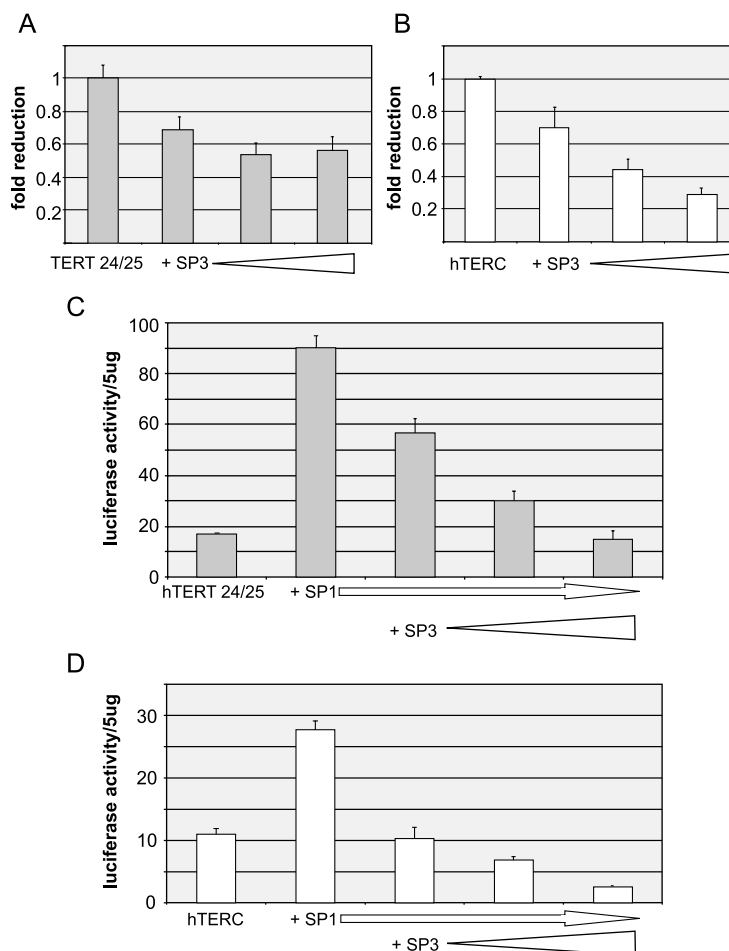 A
fold reduction
1
0.8
0.6
0.4
0.2
TERT 24/25 + SP3
B
fold reduction
1
0.8
0.6
0.4
0.2
hTERC + SP3
C
luciferase activity/5ug
100
80
60
40
20
0
hTERT 24/25 + SP1
+ SP3
D
luciferase activity/5ug
30
20
10
0
hTERC + SP1
+ SP3